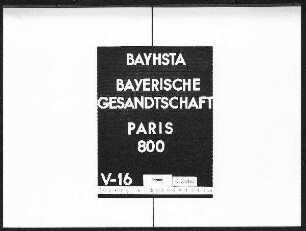 BAYHSTA
BAYERISCHE
GESANDTSCHAFT
PARIS
800
V-16